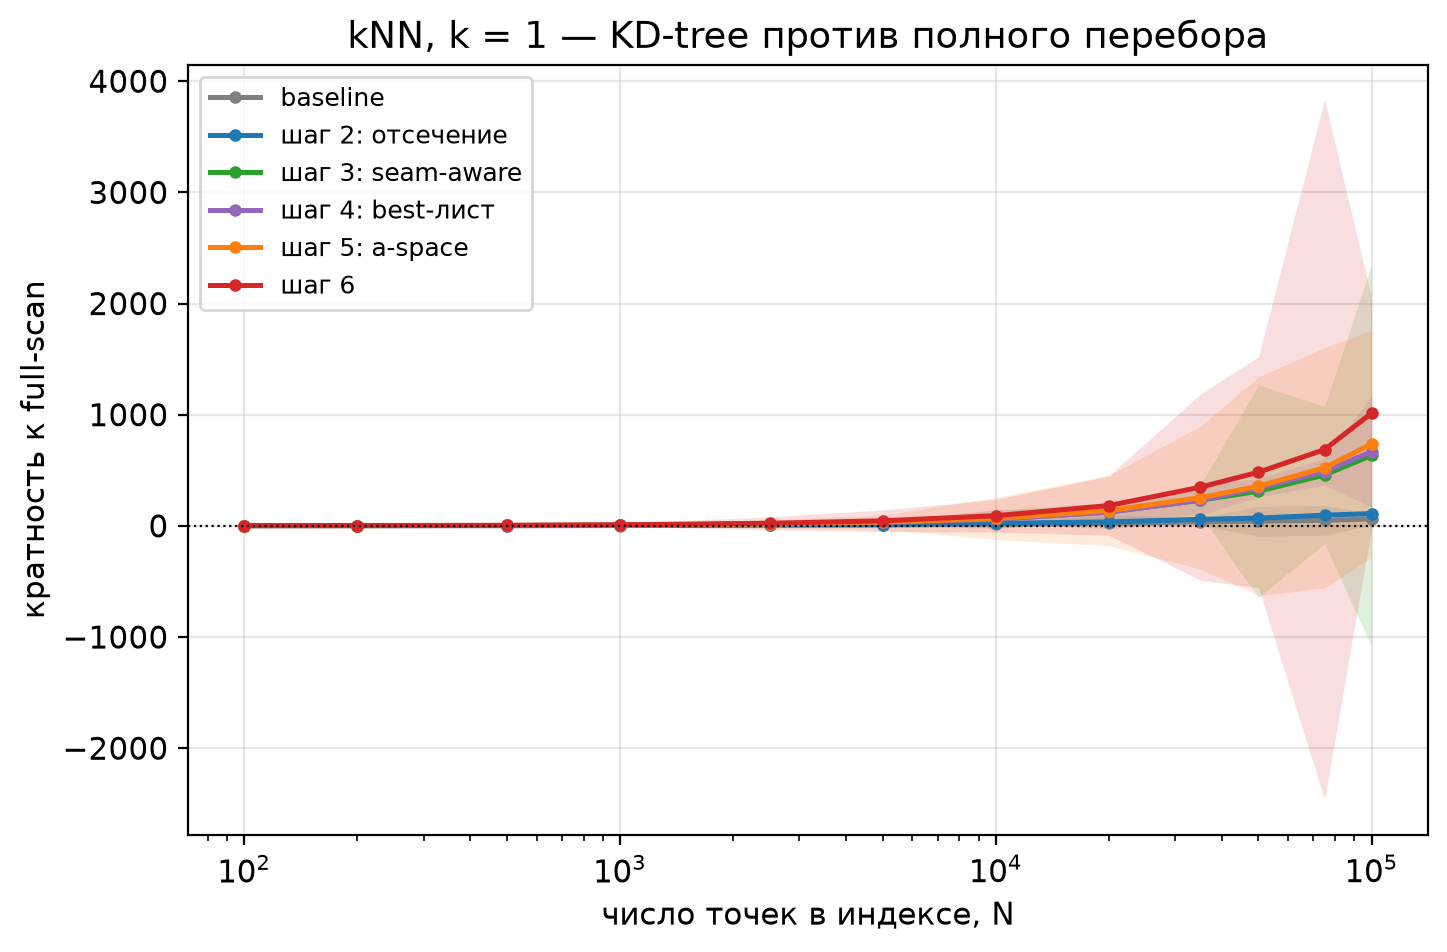 kNN, k = 1 — KD-tree против полного перебора
кратность к full-scan
4000
3000
2000
1000
0
−1000
−2000
baseline
шаг 2: отсечение
шаг 3: seam-aware
шаг 4: best-лист
шаг 5: a-space
шаг 6
10²
10³
10⁴
10⁵
число точек в индексе, N